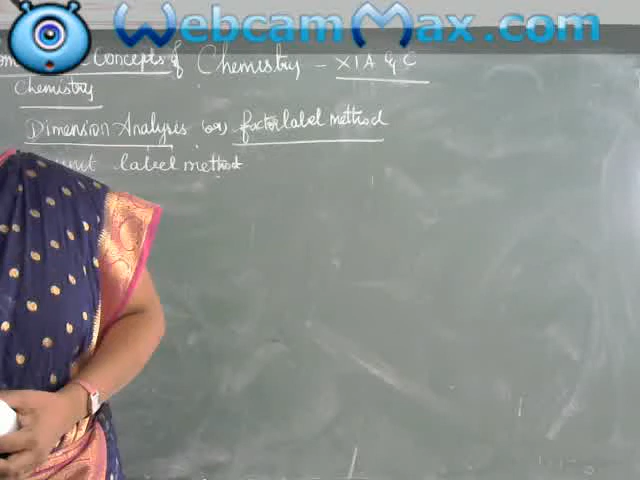 WebcamMax.com
Concepts of Chemistry - XI A & C
Chemistry
Dimension Analysis (or) factor label method
unit label method